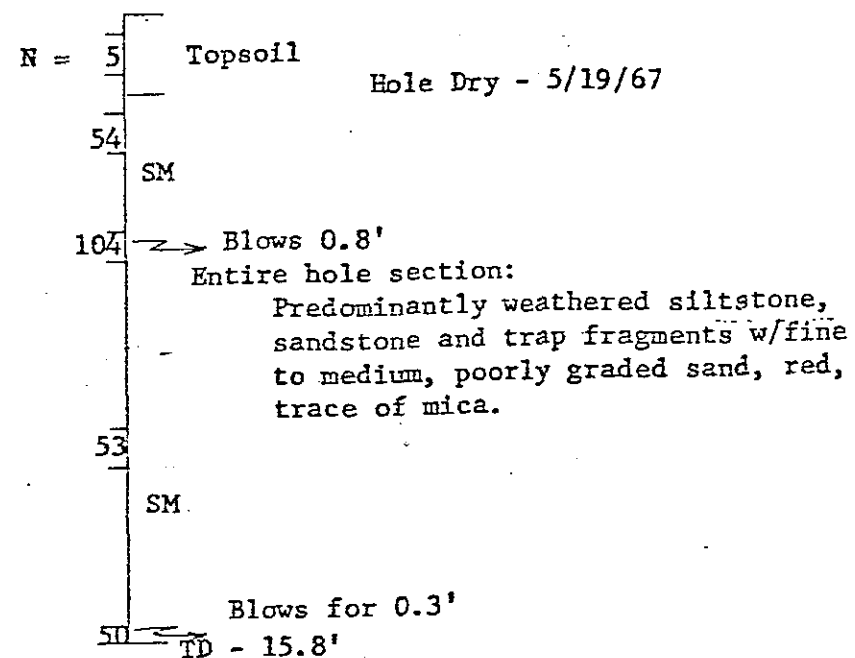 N = 5 Topsoil
Hole Dry - 5/19/67
54
SM
104 Blows 0.8'
Entire hole section:
Predominantly weathered siltstone,
sandstone and trap fragments w/fine
to medium, poorly graded sand, red,
trace of mica.
53
SM
Blows for 0.3'
50
TD - 15.8'